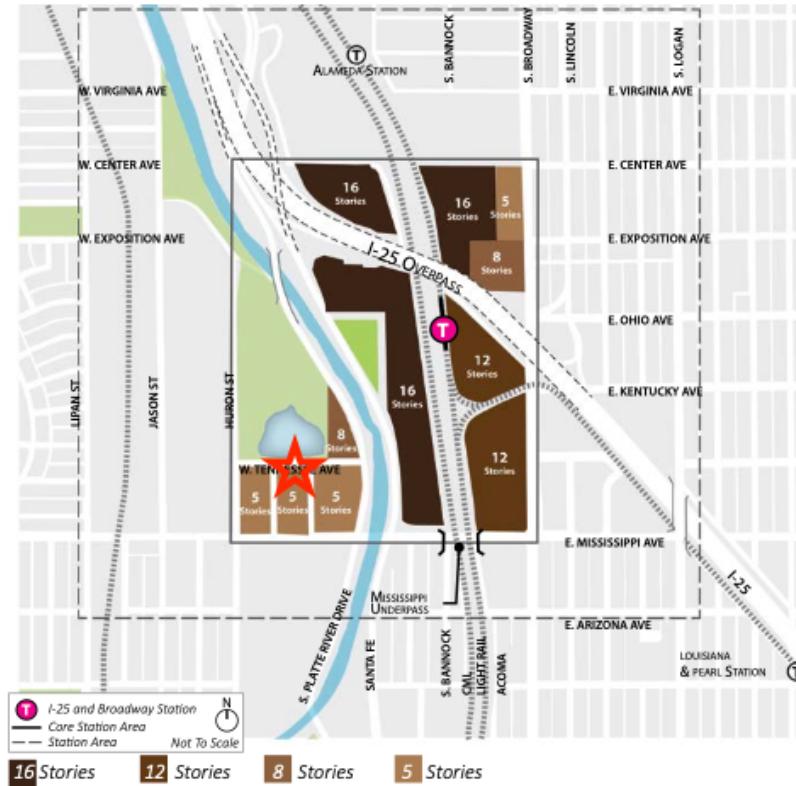 S. BANNOCK
S. BROADWAY
S. LINCOLN
S. LOGAN
T
ALAMEDA STATION
W. VIRGINIA AVE
E. VIRGINIA AVE
W. CENTER AVE
E. CENTER AVE
16
Stories
16
Stories
5
Stories
W. EXPOSITION AVE
E. EXPOSITION AVE
8
Stories
I-25 OVERPASS
T
E. OHIO AVE
12
Stories
16
Stories
E. KENTUCKY AVE
LIPAN ST
JASON ST
HURON ST
8
Stories
12
Stories
W. TENNESSEE AVE
5
Stories
5
Stories
5
Stories
E. MISSISSIPPI AVE
I-25
MISSISSIPPI
UNDERPASS
E. ARIZONA AVE
S. PLATTE RIVER DRIVE
SANTA FE
S. BANNOCK
CML
LIGHT RAIL
ACOMA
LOUISIANA
& PEARL STATION
T
T I-25 and Broadway Station
Core Station Area
Station Area
N
Not To Scale
16 Stories
12 Stories
8 Stories
5 Stories